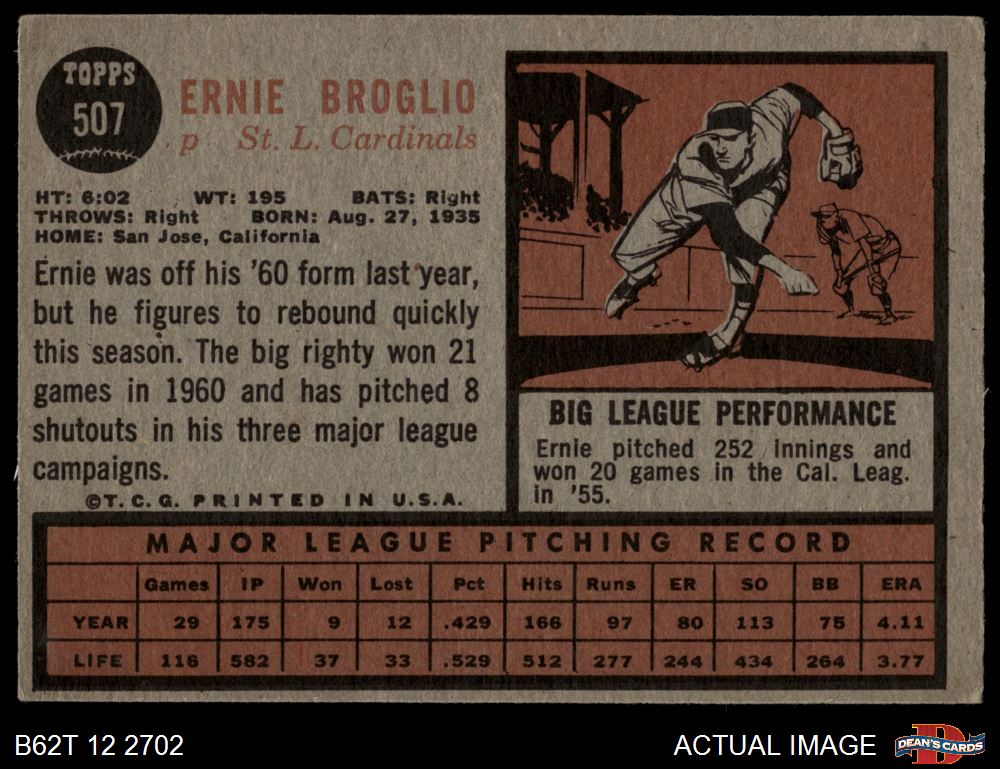 TOPPS
507
ERNIE BROGLIO
p St. L. Cardinals
HT: 6:02 WT: 195 BATS: Right
THROWS: Right BORN: Aug. 27, 1935
HOME: San Jose, California
Ernie was off his '60 form last year,
but he figures to rebound quickly
this season. The big righty won 21
games in 1960 and has pitched 8
shutouts in his three major league
campaigns.
©T.C.G. PRINTED IN U.S.A.
BIG LEAGUE PERFORMANCE
Ernie pitched 252 innings and
won 20 games in the Cal. Leag.
in '55.
MAJOR LEAGUE PITCHING RECORD
Games IP Won Lost Pct Hits Runs ER SO BB ERA
YEAR 29 175 9 12 .429 166 97 80 113 75 4.11
LIFE 116 582 37 33 .529 512 277 244 434 264 3.77
B62T 12 2702
ACTUAL IMAGE
D
DEAN'S CARDS